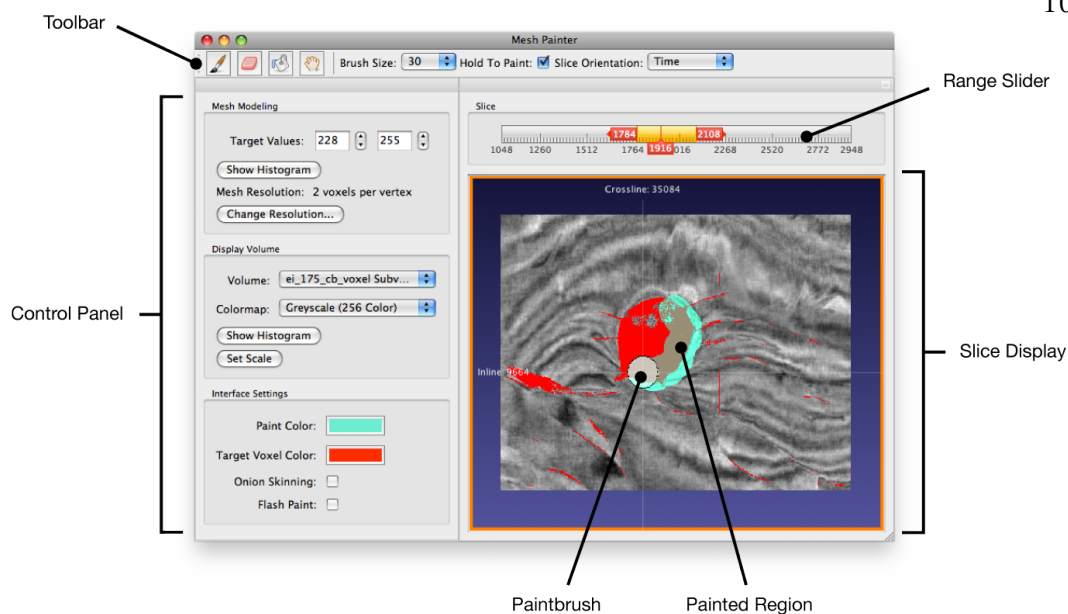 10
Toolbar
Mesh Painter
Brush Size: 30 Hold To Paint: Slice Orientation: Time
Range Slider
Mesh Modeling
Target Values: 228 255
Show Histogram
Mesh Resolution: 2 voxels per vertex
Change Resolution...
Slice
1784 2108
1048 1260 1512 1764 1916 016 2268 2520 2772 2948
Crossline: 35084
Display Volume
Volume: ei_175_cb_voxel Subv...
Colormap: Greyscale (256 Color)
Show Histogram
Set Scale
Control Panel
Slice Display
Inline: 9664
Interface Settings
Paint Color:
Target Voxel Color:
Onion Skinning:
Flash Paint:
Paintbrush
Painted Region